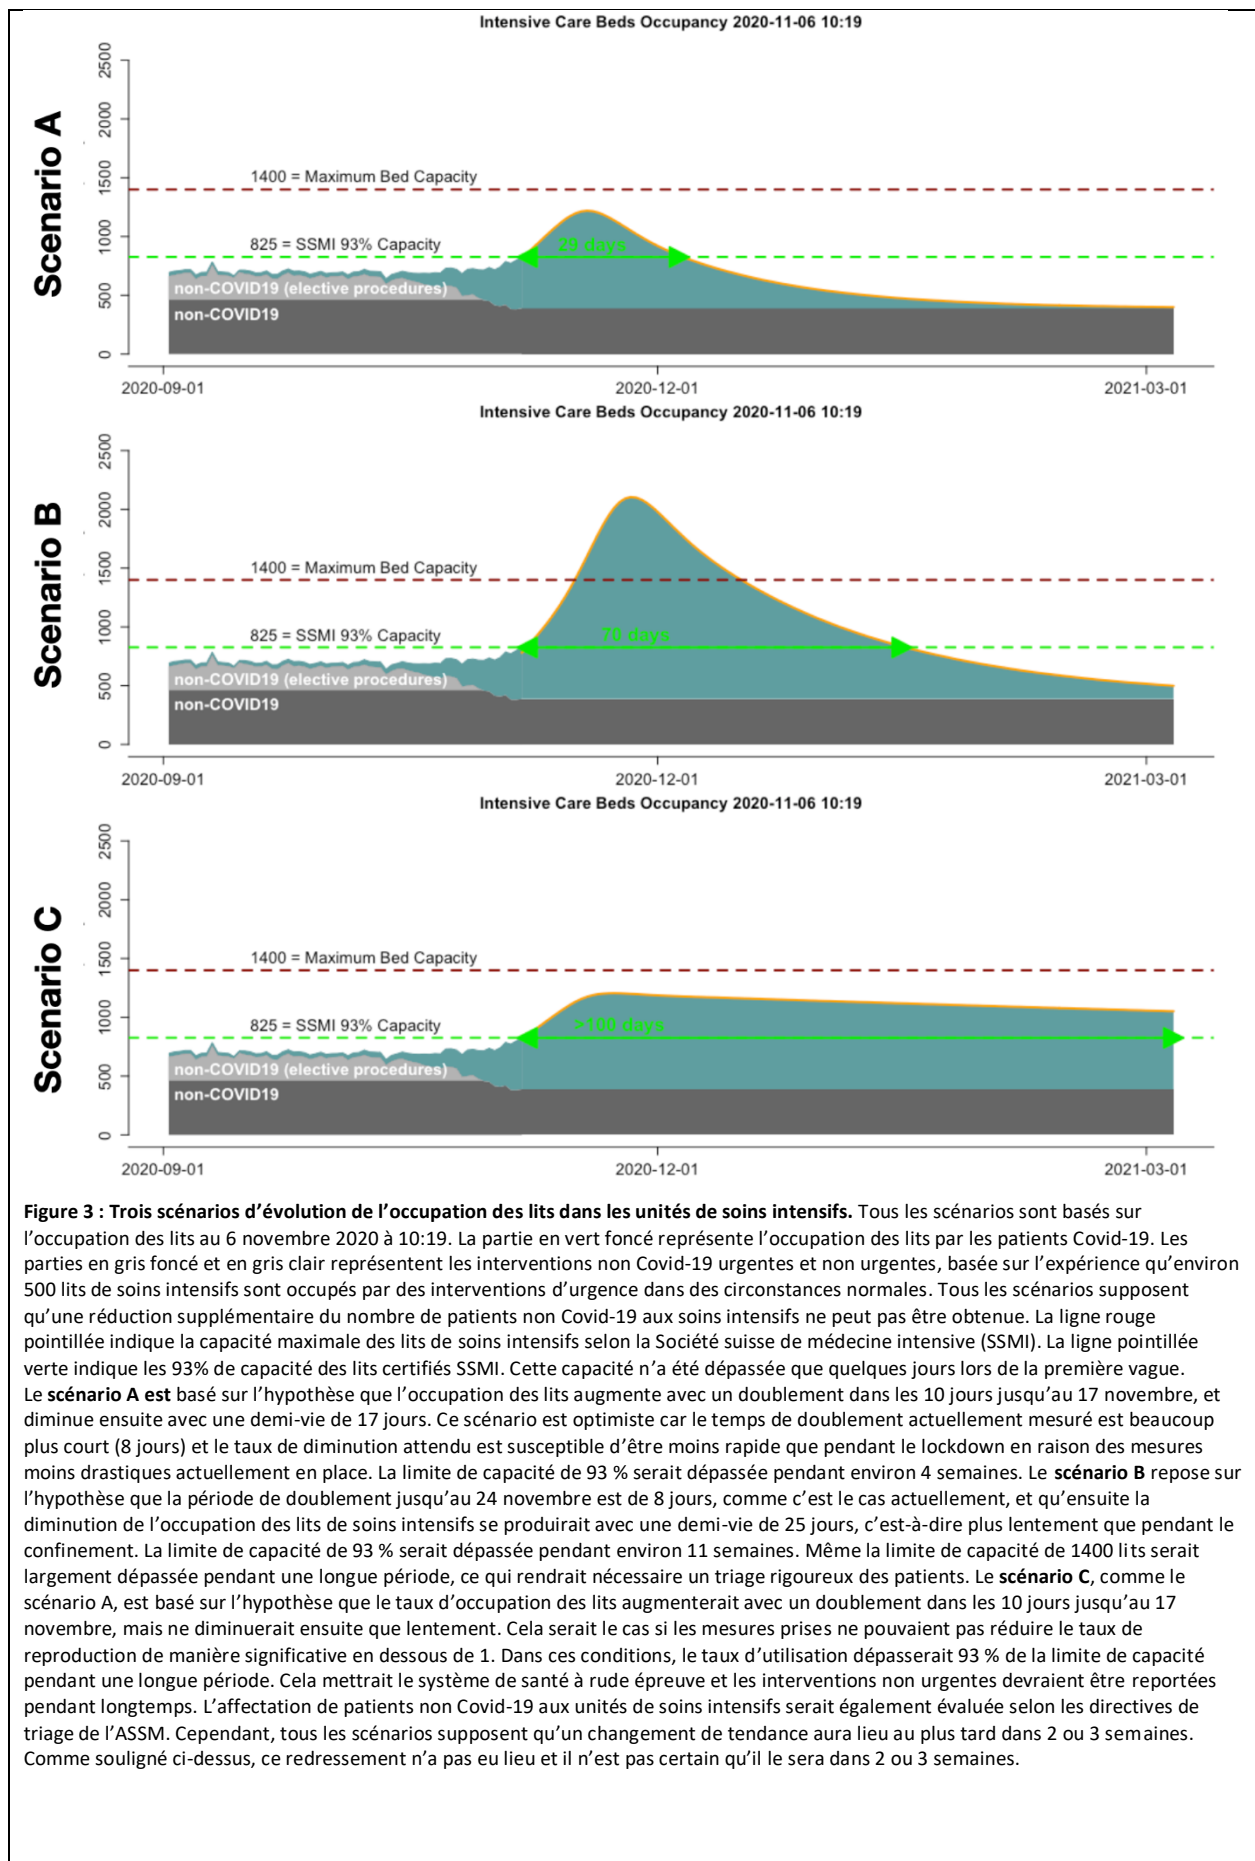 Intensive Care Beds Occupancy 2020-11-06 10:19
Scenario A
2500
2000
1500
1000
500
0
1400 = Maximum Bed Capacity
825 = SSMI 93% Capacity
29 days
non-COVID19 (elective procedures)
non-COVID19
2020-09-01
2020-12-01
2021-03-01
Intensive Care Beds Occupancy 2020-11-06 10:19
Scenario B
2500
2000
1500
1000
500
0
1400 = Maximum Bed Capacity
825 = SSMI 93% Capacity
70 days
non-COVID19 (elective procedures)
non-COVID19
2020-09-01
2020-12-01
2021-03-01
Intensive Care Beds Occupancy 2020-11-06 10:19
Scenario C
2500
2000
1500
1000
500
0
1400 = Maximum Bed Capacity
825 = SSMI 93% Capacity
>100 days
non-COVID19 (elective procedures)
non-COVID19
2020-09-01
2020-12-01
2021-03-01
Figure 3 : Trois scénarios d’évolution de l’occupation des lits dans les unités de soins intensifs. Tous les scénarios sont basés sur
l’occupation des lits au 6 novembre 2020 à 10:19. La partie en vert foncé représente l’occupation des lits par les patients Covid-19. Les
parties en gris foncé et en gris clair représentent les interventions non Covid-19 urgentes et non urgentes, basée sur l’expérience qu’environ
500 lits de soins intensifs sont occupés par des interventions d’urgence dans des circonstances normales. Tous les scénarios supposent
qu’une réduction supplémentaire du nombre de patients non Covid-19 aux soins intensifs ne peut pas être obtenue. La ligne rouge
pointillée indique la capacité maximale des lits de soins intensifs selon la Société suisse de médecine intensive (SSMI). La ligne pointillée
verte indique les 93% de capacité des lits certifiés SSMI. Cette capacité n’a été dépassée que quelques jours lors de la première vague.
Le scénario A est basé sur l’hypothèse que l’occupation des lits augmente avec un doublement dans les 10 jours jusqu’au 17 novembre, et
diminue ensuite avec une demi-vie de 17 jours. Ce scénario est optimiste car le temps de doublement actuellement mesuré est beaucoup
plus court (8 jours) et le taux de diminution attendu est susceptible d’être moins rapide que pendant le lockdown en raison des mesures
moins drastiques actuellement en place. La limite de capacité de 93 % serait dépassée pendant environ 4 semaines. Le scénario B repose sur
l’hypothèse que la période de doublement jusqu’au 24 novembre est de 8 jours, comme c’est le cas actuellement, et qu’ensuite la
diminution de l’occupation des lits de soins intensifs se produirait avec une demi-vie de 25 jours, c’est-à-dire plus lentement que pendant le
confinement. La limite de capacité de 93 % serait dépassée pendant environ 11 semaines. Même la limite de capacité de 1400 lits serait
largement dépassée pendant une longue période, ce qui rendrait nécessaire un triage rigoureux des patients. Le scénario C, comme le
scénario A, est basé sur l’hypothèse que le taux d’occupation des lits augmenterait avec un doublement dans les 10 jours jusqu’au 17
novembre, mais ne diminuerait ensuite que lentement. Cela serait le cas si les mesures prises ne pouvaient pas réduire le taux de
reproduction de manière significative en dessous de 1. Dans ces conditions, le taux d’utilisation dépasserait 93 % de la limite de capacité
pendant une longue période. Cela mettrait le système de santé à rude épreuve et les interventions non urgentes devraient être reportées
pendant longtemps. L’affectation de patients non Covid-19 aux unités de soins intensifs serait également évaluée selon les directives de
triage de l’ASSM. Cependant, tous les scénarios supposent qu’un changement de tendance aura lieu au plus tard dans 2 ou 3 semaines.
Comme souligné ci-dessus, ce redressement n’a pas eu lieu et il n’est pas certain qu’il le sera dans 2 ou 3 semaines.